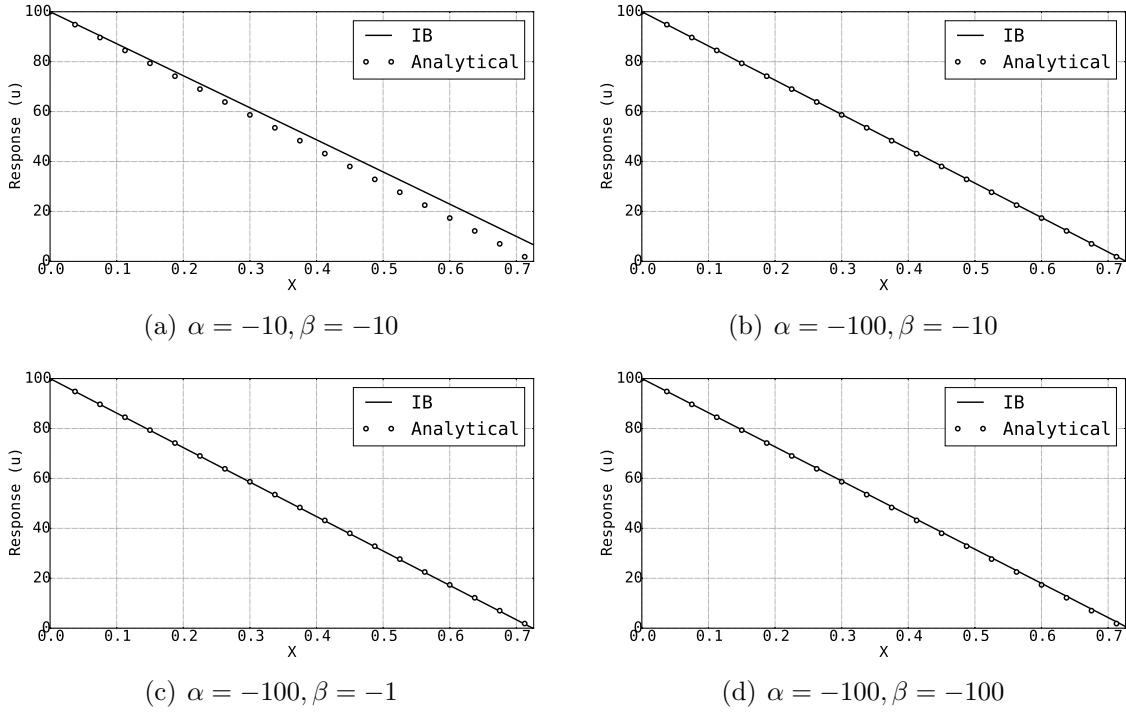 100
80
60
40
20
0
Response (u)
IB
Analytical
0.0 0.1 0.2 0.3 0.4 0.5 0.6 0.7
X
(a) α = −10, β = −10
100
80
60
40
20
0
Response (u)
IB
Analytical
0.0 0.1 0.2 0.3 0.4 0.5 0.6 0.7
X
(b) α = −100, β = −10
100
80
60
40
20
0
Response (u)
IB
Analytical
0.0 0.1 0.2 0.3 0.4 0.5 0.6 0.7
X
(c) α = −100, β = −1
100
80
60
40
20
0
Response (u)
IB
Analytical
0.0 0.1 0.2 0.3 0.4 0.5 0.6 0.7
X
(d) α = −100, β = −100